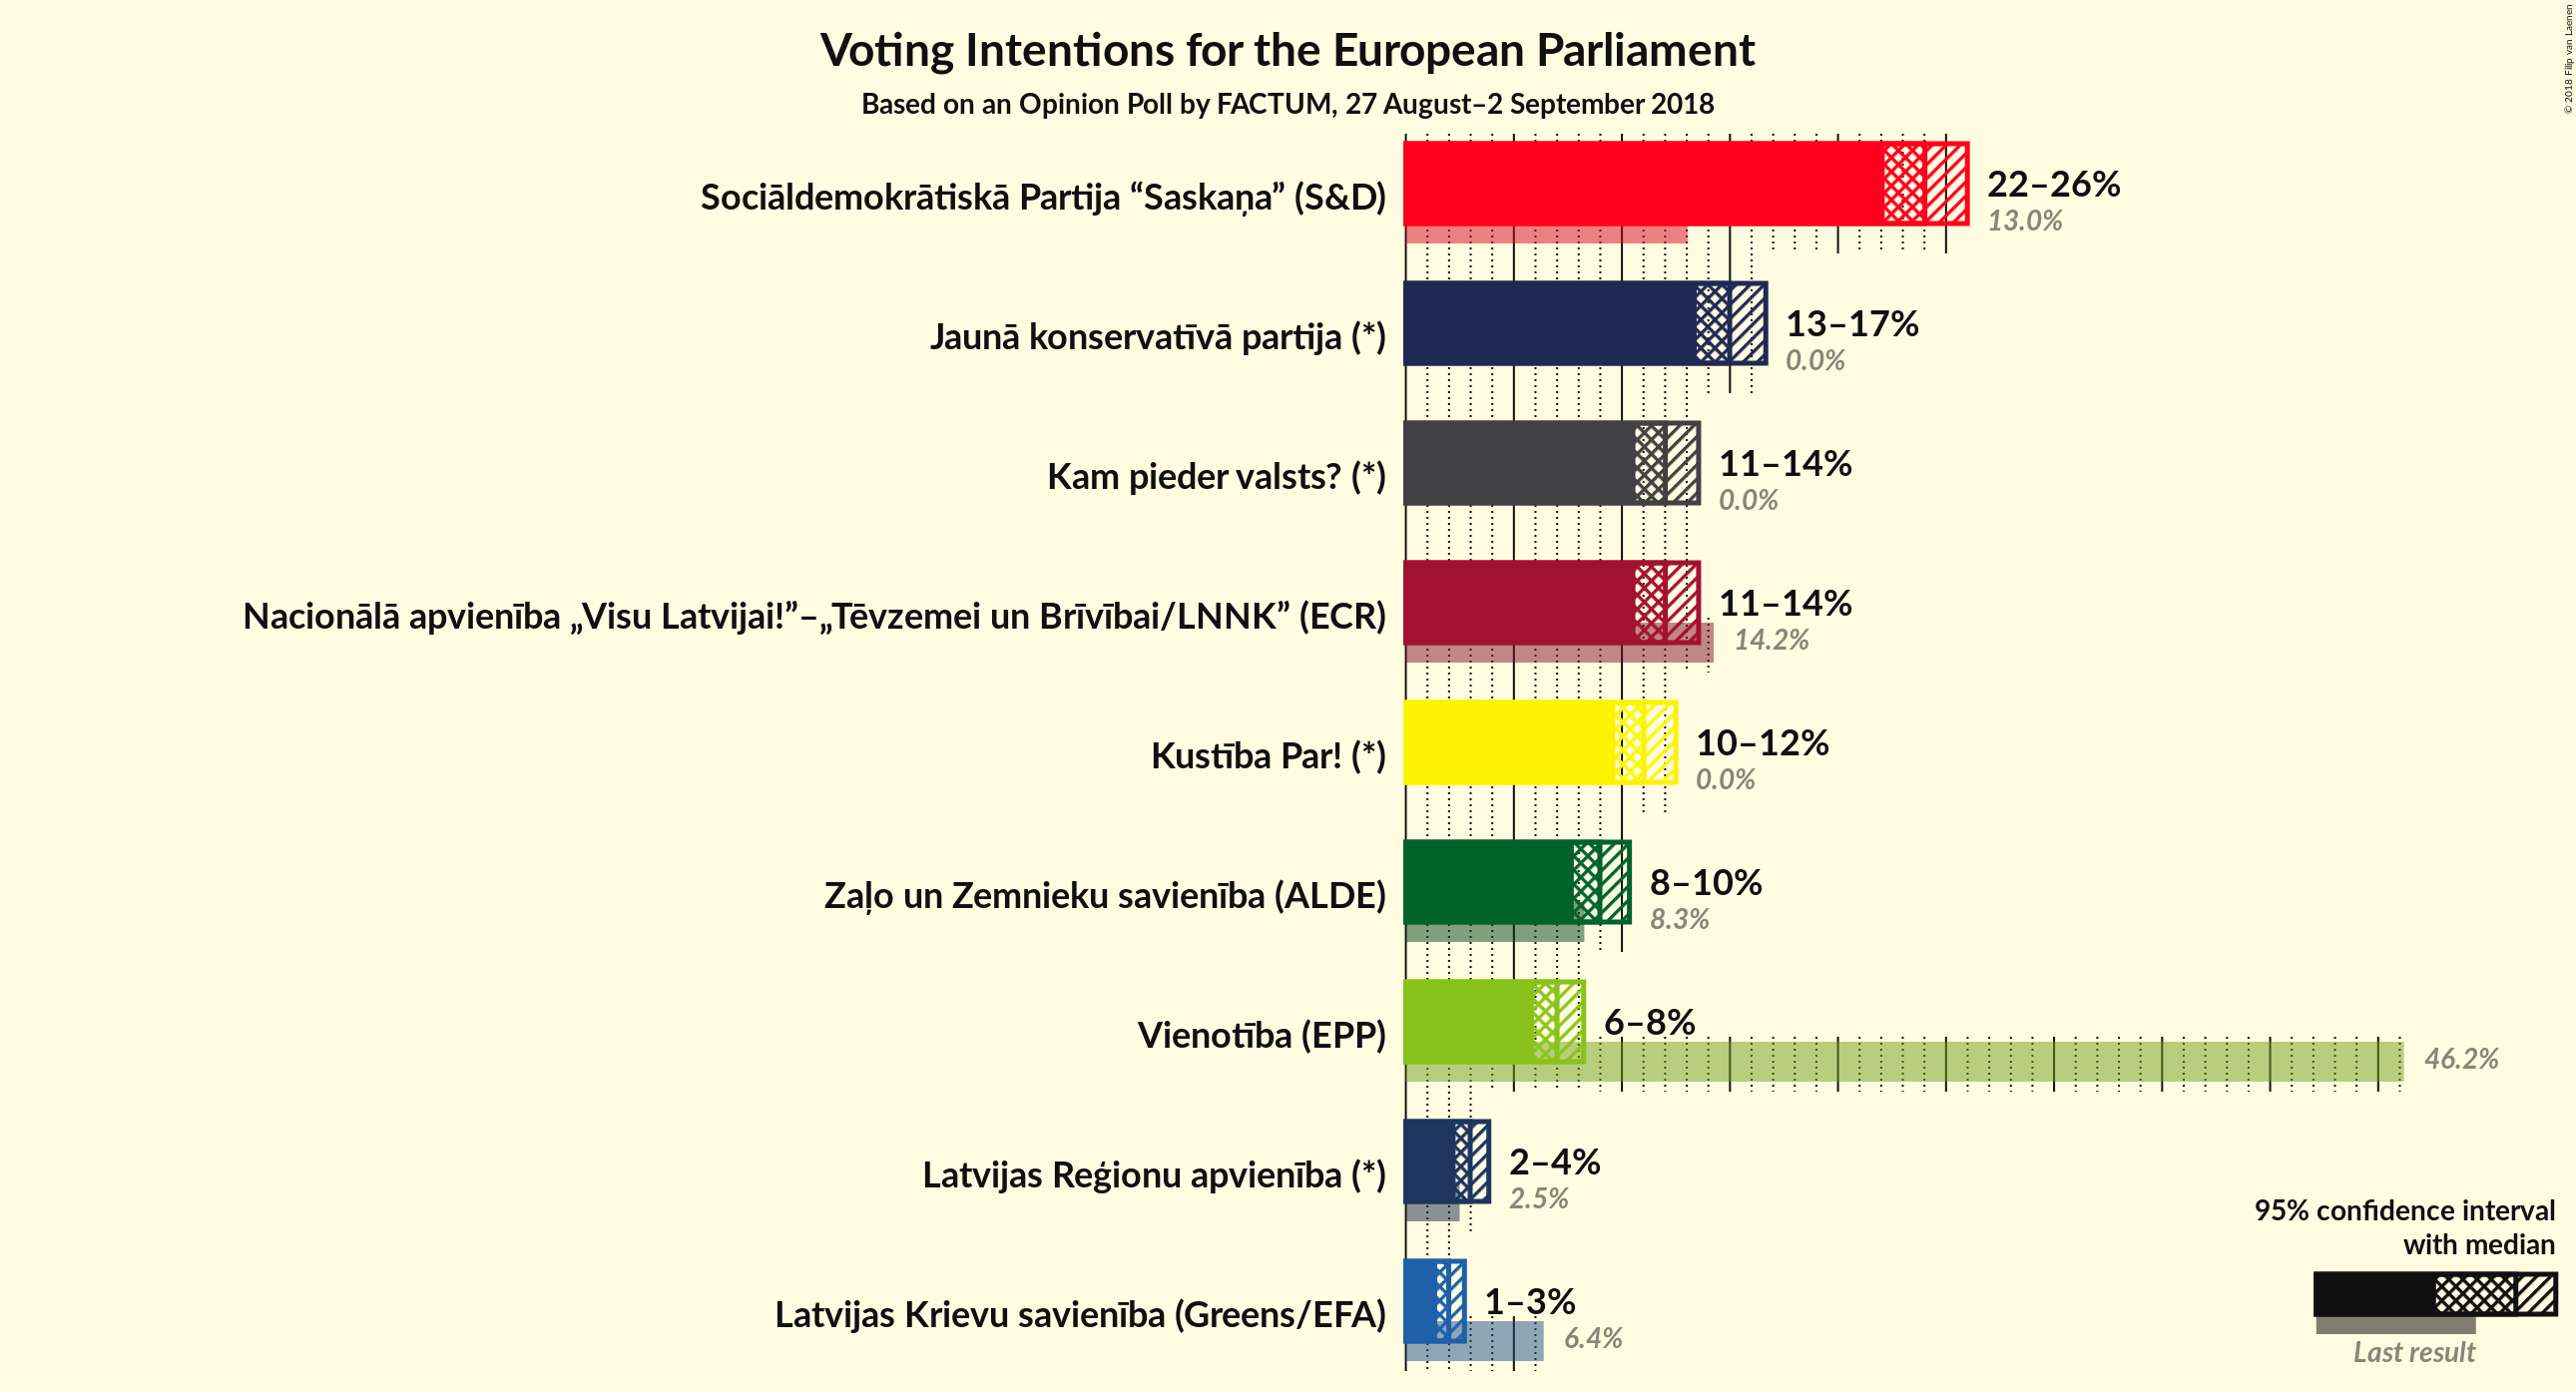 Voting Intentions for the European Parliament
Based on an Opinion Poll by FACTUM, 27 August–2 September 2018
© 2018 Filip van Laenen
Sociāldemokrātiskā Partija “Saskaņa” (S&D)
22–26%
13.0%
Jaunā konservatīvā partija (*)
13–17%
0.0%
Kam pieder valsts? (*)
11–14%
0.0%
Nacionālā apvienība „Visu Latvijai!”–„Tēvzemei un Brīvībai/LNNK” (ECR)
11–14%
14.2%
Kustība Par! (*)
10–12%
0.0%
Zaļo un Zemnieku savienība (ALDE)
8–10%
8.3%
Vienotība (EPP)
6–8%
46.2%
Latvijas Reģionu apvienība (*)
2–4%
2.5%
Latvijas Krievu savienība (Greens/EFA)
1–3%
6.4%
95% confidence interval
with median
Last result